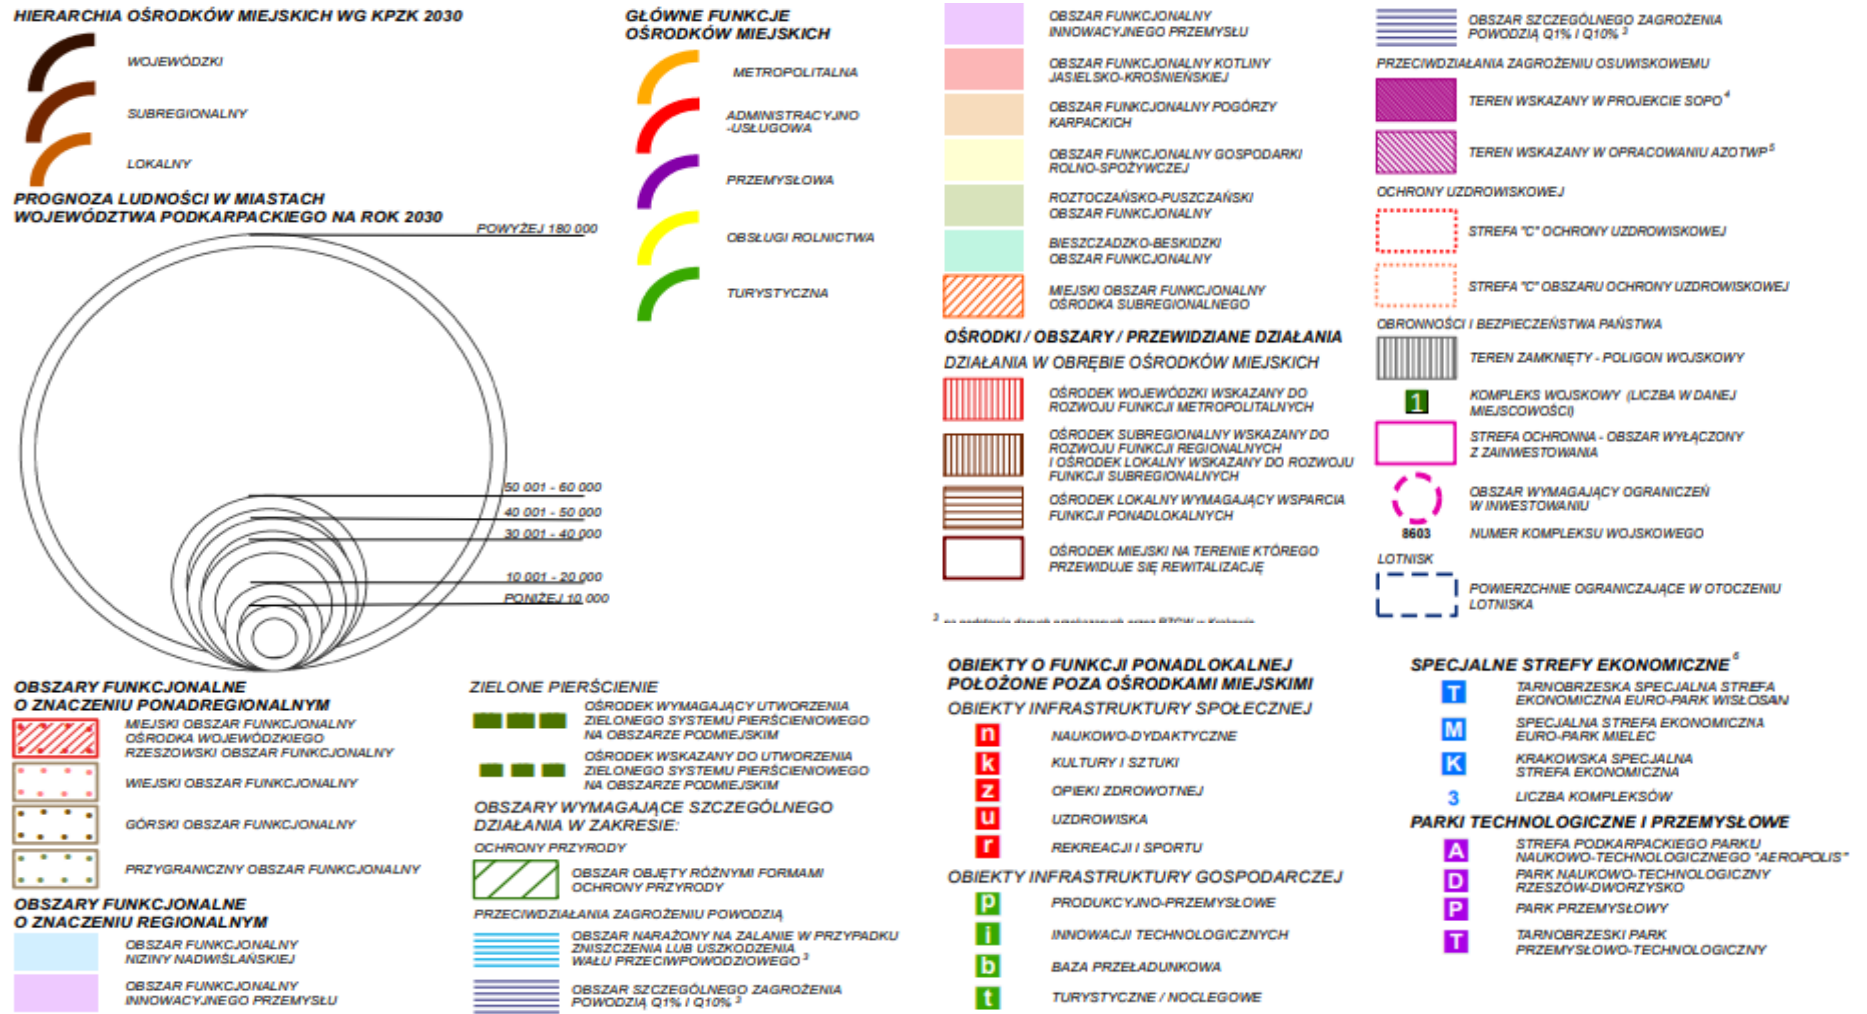 HIERARCHIA OŚRODKÓW MIEJSKICH WG KPZK 2030
WOJEWÓDZKI
SUBREGIONALNY
LOKALNY
PROGNOZA LUDNOŚCI W MIASTACH
WOJEWÓDZTWA PODKARPACKIEGO NA ROK 2030
POWYŻEJ 180 000
50 001 - 60 000
40 001 - 50 000
30 001 - 40 000
10 001 - 20 000
PONIŻEJ 10 000
GŁÓWNE FUNKCJE
OŚRODKÓW MIEJSKICH
METROPOLITALNA
ADMINISTRACYJNO
-USŁUGOWA
PRZEMYSŁOWA
OBSŁUGI ROLNICTWA
TURYSTYCZNA
OBSZARY FUNKCJONALNE
O ZNACZENIU PONADREGIONALNYM
MIEJSKI OBSZAR FUNKCJONALNY
OŚRODKA WOJEWÓDZKIEGO
RZESZOWSKI OBSZAR FUNKCJONALNY
WIEJSKI OBSZAR FUNKCJONALNY
GÓRSKI OBSZAR FUNKCJONALNY
PRZYGRANICZNY OBSZAR FUNKCJONALNY
OBSZARY FUNKCJONALNE
O ZNACZENIU REGIONALNYM
OBSZAR FUNKCJONALNY
NIZINY NADWIŚLAŃSKIEJ
OBSZAR FUNKCJONALNY
INNOWACYJNEGO PRZEMYSŁU
ZIELONE PIERŚCIENIE
OŚRODEK WYMAGAJĄCY UTWORZENIA
ZIELONEGO SYSTEMU PIERŚCIENIOWEGO
NA OBSZARZE PODMIEJSKIM
OŚRODEK WSKAZANY DO UTWORZENIA
ZIELONEGO SYSTEMU PIERŚCIENIOWEGO
NA OBSZARZE PODMIEJSKIM
OBSZARY WYMAGAJĄCE SZCZEGÓLNEGO
DZIAŁANIA W ZAKRESIE:
OCHRONY PRZYRODY
OBSZAR OBJĘTY RÓŻNYMI FORMAMI
OCHRONY PRZYRODY
PRZECIWDZIAŁANIA ZAGROŻENIU POWODZIĄ
OBSZAR NARAŻONY NA ZALANIE W PRZYPADKU
ZNISZCZENIA LUB USZKODZENIA
WAŁU PRZECIWPOWODZIOWEGO 3
OBSZAR SZCZEGÓLNEGO ZAGROŻENIA
POWODZIĄ Q1% I Q10% 3
OBSZAR FUNKCJONALNY
INNOWACYJNEGO PRZEMYSŁU
OBSZAR FUNKCJONALNY KOTLINY
JASIELSKO-KROŚNIEŃSKIEJ
OBSZAR FUNKCJONALNY POGÓRZY
KARPACKICH
OBSZAR FUNKCJONALNY GOSPODARKI
ROLNO-SPOŻYWCZEJ
ROZTOCZAŃSKO-PUSZCZAŃSKI
OBSZAR FUNKCJONALNY
BIESZCZADZKO-BESKIDZKI
OBSZAR FUNKCJONALNY
MIEJSKI OBSZAR FUNKCJONALNY
OŚRODKA SUBREGIONALNEGO
OŚRODKI / OBSZARY / PRZEWIDZIANE DZIAŁANIA
DZIAŁANIA W OBRĘBIE OŚRODKÓW MIEJSKICH
OŚRODEK WOJEWÓDZKI WSKAZANY DO
ROZWOJU FUNKCJI METROPOLITALNYCH
OŚRODEK SUBREGIONALNY WSKAZANY DO
ROZWOJU FUNKCJI REGIONALNYCH
I OŚRODEK LOKALNY WSKAZANY DO ROZWOJU
FUNKCJI SUBREGIONALNYCH
OŚRODEK LOKALNY WYMAGAJĄCY WSPARCIA
FUNKCJI PONADLOKALNYCH
OŚRODEK MIEJSKI NA TERENIE KTÓREGO
PRZEWIDUJE SIĘ REWITALIZACJĘ
3 na podstawie danych przekazanych przez RZGW w Krakowie
OBSZAR SZCZEGÓLNEGO ZAGROŻENIA
POWODZIĄ Q1% I Q10% 3
PRZECIWDZIAŁANIA ZAGROŻENIU OSUWISKOWEMU
TEREN WSKAZANY W PROJEKCIE SOPO 4
TEREN WSKAZANY W OPRACOWANIU AZOTWP 5
OCHRONY UZDROWISKOWEJ
STREFA "C" OCHRONY UZDROWISKOWEJ
STREFA "C" OBSZARU OCHRONY UZDROWISKOWEJ
OBRONNOŚCI I BEZPIECZEŃSTWA PAŃSTWA
TEREN ZAMKNIĘTY - POLIGON WOJSKOWY
1
KOMPLEKS WOJSKOWY (LICZBA W DANEJ
MIEJSCOWOŚCI)
STREFA OCHRONNA - OBSZAR WYŁĄCZONY
Z ZAINWESTOWANIA
OBSZAR WYMAGAJĄCY OGRANICZEŃ
W INWESTOWANIU
8603 NUMER KOMPLEKSU WOJSKOWEGO
LOTNISK
POWIERZCHNIE OGRANICZAJĄCE W OTOCZENIU
LOTNISKA
OBIEKTY O FUNKCJI PONADLOKALNEJ
POŁOŻONE POZA OŚRODKAMI MIEJSKIMI
OBIEKTY INFRASTRUKTURY SPOŁECZNEJ
n NAUKOWO-DYDAKTYCZNE
k KULTURY I SZTUKI
z OPIEKI ZDROWOTNEJ
u UZDROWISKA
r REKREACJI I SPORTU
OBIEKTY INFRASTRUKTURY GOSPODARCZEJ
p PRODUKCYJNO-PRZEMYSŁOWE
i INNOWACJI TECHNOLOGICZNYCH
b BAZA PRZEŁADUNKOWA
t TURYSTYCZNE / NOCLEGOWE
SPECJALNE STREFY EKONOMICZNE 6
T TARNOBRZESKA SPECJALNA STREFA
EKONOMICZNA EURO-PARK WISŁOSAN
M SPECJALNA STREFA EKONOMICZNA
EURO-PARK MIELEC
K KRAKOWSKA SPECJALNA
STREFA EKONOMICZNA
3 LICZBA KOMPLEKSÓW
PARKI TECHNOLOGICZNE I PRZEMYSŁOWE
A STREFA PODKARPACKIEGO PARKU
NAUKOWO-TECHNOLOGICZNEGO "AEROPOLIS"
D PARK NAUKOWO-TECHNOLOGICZNY
RZESZÓW-DWORZYSKO
P PARK PRZEMYSŁOWY
T TARNOBRZESKI PARK
PRZEMYSŁOWO-TECHNOLOGICZNY